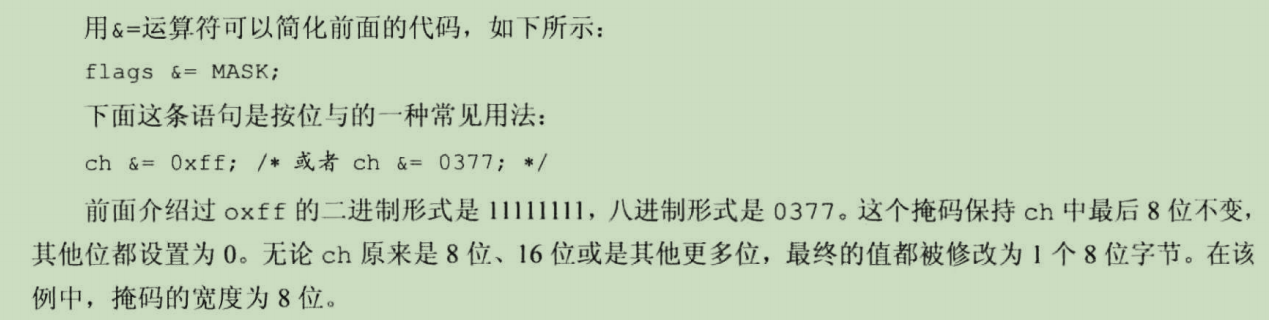 用&=运算符可以简化前面的代码，如下所示：
flags &= MASK;
下面这条语句是按位与的一种常见用法：
ch &= 0xff; /* 或者 ch &= 0377; */
前面介绍过 oxff 的二进制形式是 11111111，八进制形式是 0377。这个掩码保持 ch 中最后 8 位不变，
其他位都设置为 0。无论 ch 原来是 8 位、16 位或是其他更多位，最终的值都被修改为 1 个 8 位字节。在该
例中，掩码的宽度为 8 位。